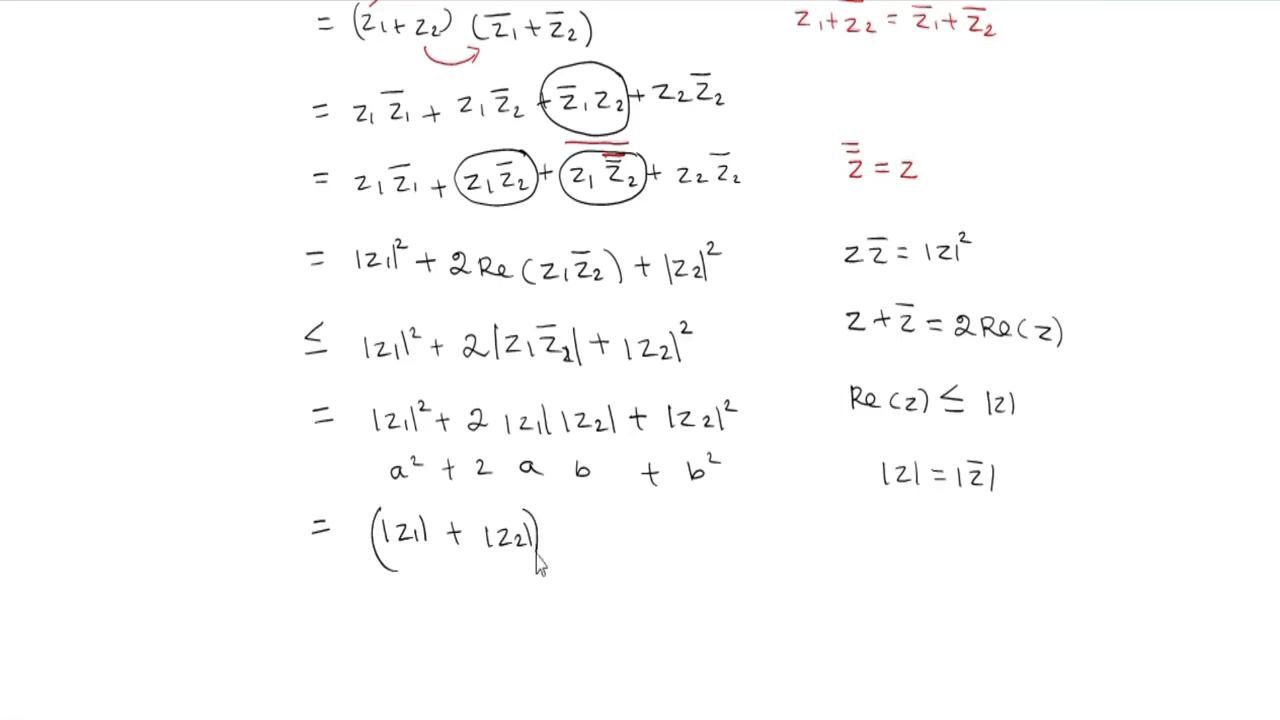 = (z₁+z₂) (z̅₁+z̅₂)
z₁+z₂ = z̅₁+z̅₂
= z₁z̅₁ + z₁z̅₂ + z̅₁z₂ + z₂z̅₂
= z₁z̅₁ + z₁z̅₂ + z₁z̿₂ + z₂z̅₂
z̿ = z
= |z₁|² + 2Re(z₁z̅₂) + |z₂|²
zz̅ = |z|²
≤ |z₁|² + 2|z₁z̅₂| + |z₂|²
z + z̅ = 2Re(z)
= |z₁|² + 2 |z₁| |z₂| + |z₂|²
Re(z) ≤ |z|
a² + 2 a b + b²
|z| = |z̅|
= (|z₁| + |z₂|)